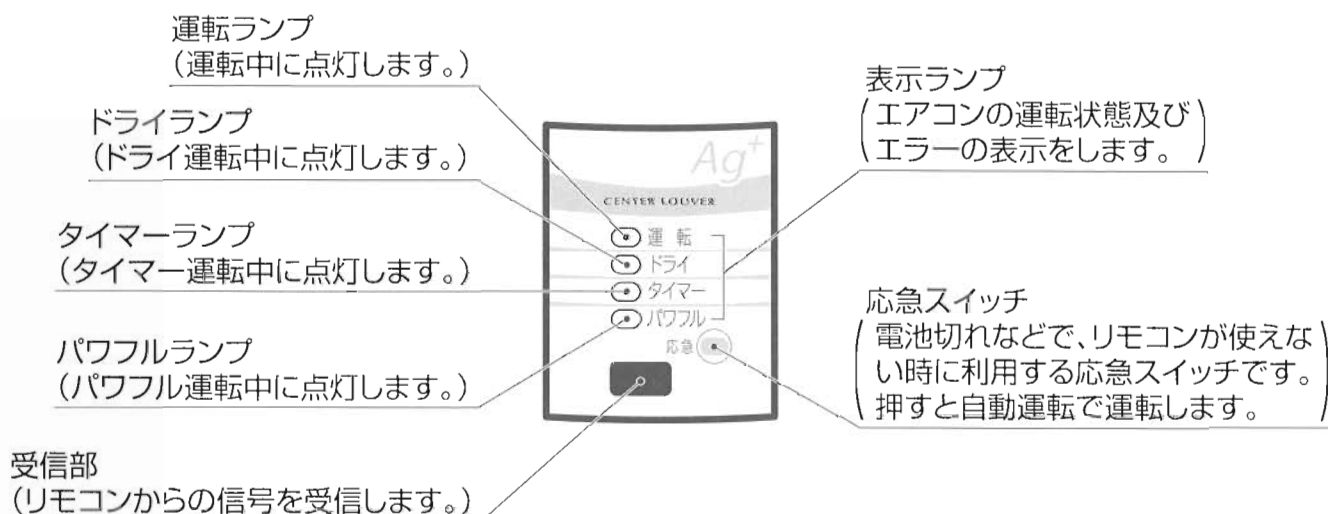 運転ランプ
(運転中に点灯します。)
ドライランプ
(ドライ運転中に点灯します。)
タイマーランプ
(タイマー運転中に点灯します。)
パワフルランプ
(パワフル運転中に点灯します。)
受信部
(リモコンからの信号を受信します。)
Ag+
CENTER LOUVER
運 転
ドライ
タイマー
パワフル
応急
表示ランプ
エアコンの運転状態及び
エラーの表示をします。
応急スイッチ
電池切れなどで、リモコンが使えな
い時に利用する応急スイッチです。
押すと自動運転で運転します。